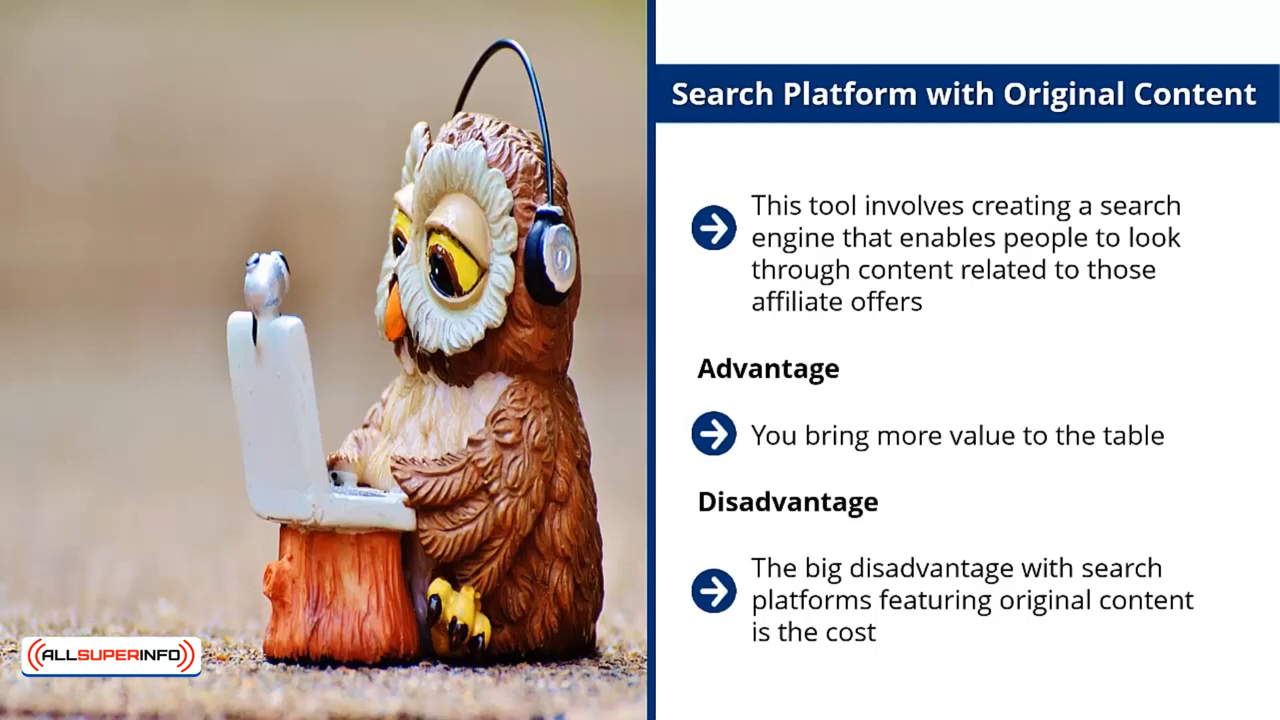 Search Platform with Original Content
This tool involves creating a search
engine that enables people to look
through content related to those
affiliate offers
Advantage
You bring more value to the table
Disadvantage
The big disadvantage with search
platforms featuring original content
is the cost
ALLSUPERINFO